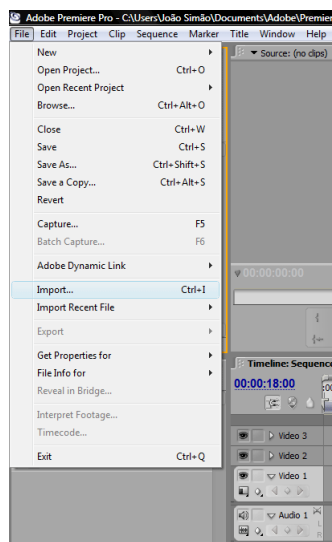 Adobe Premiere Pro - C:\Users\João Simão\Documents\Adobe\Premier
File Edit Project Clip Sequence Marker Title Window Help
New
Open Project... Ctrl+O
Open Recent Project
Browse... Ctrl+Alt+O
Close Ctrl+W
Save Ctrl+S
Save As... Ctrl+Shift+S
Save a Copy... Ctrl+Alt+S
Revert
Capture... F5
Batch Capture... F6
Adobe Dynamic Link
Import... Ctrl+I
Import Recent File
Export
Get Properties for
File Info for
Reveal in Bridge...
Interpret Footage...
Timecode...
Exit Ctrl+Q
Source: (no clips)
00:00:00:00
Timeline: Sequence
00:00:18:00
Video 3
Video 2
Video 1
Audio 1
L
R